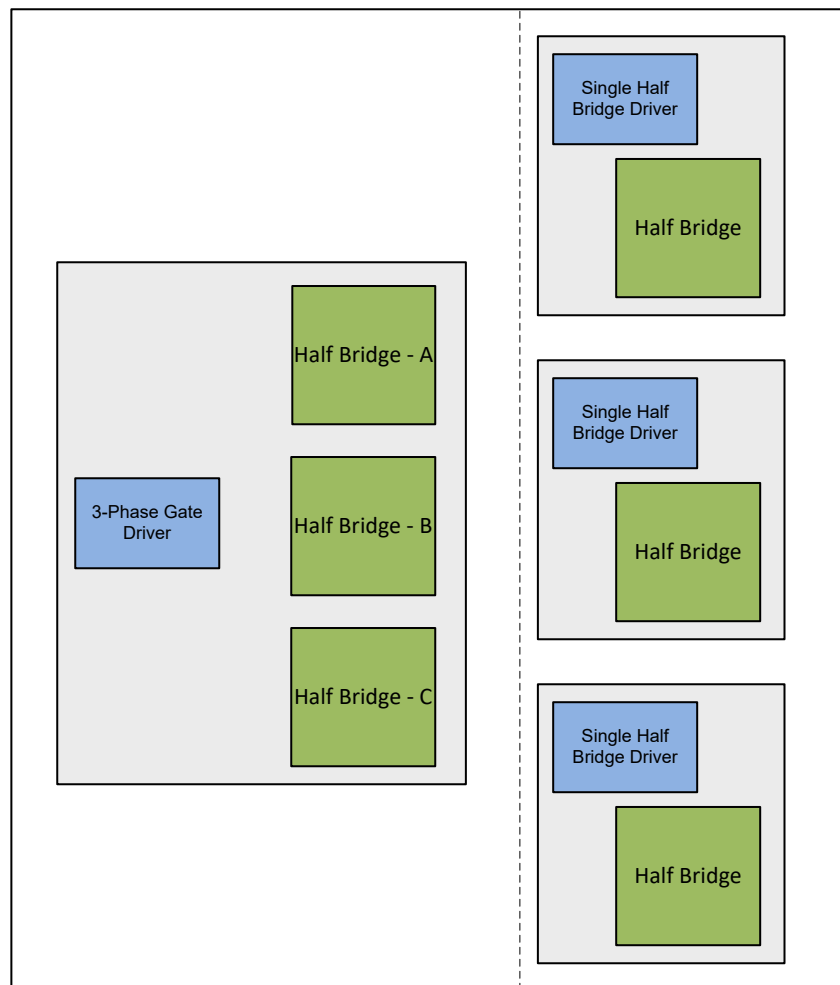 Half Bridge - A
3-Phase Gate
Driver
Half Bridge - B
Half Bridge - C
Single Half
Bridge Driver
Half Bridge
Single Half
Bridge Driver
Half Bridge
Single Half
Bridge Driver
Half Bridge